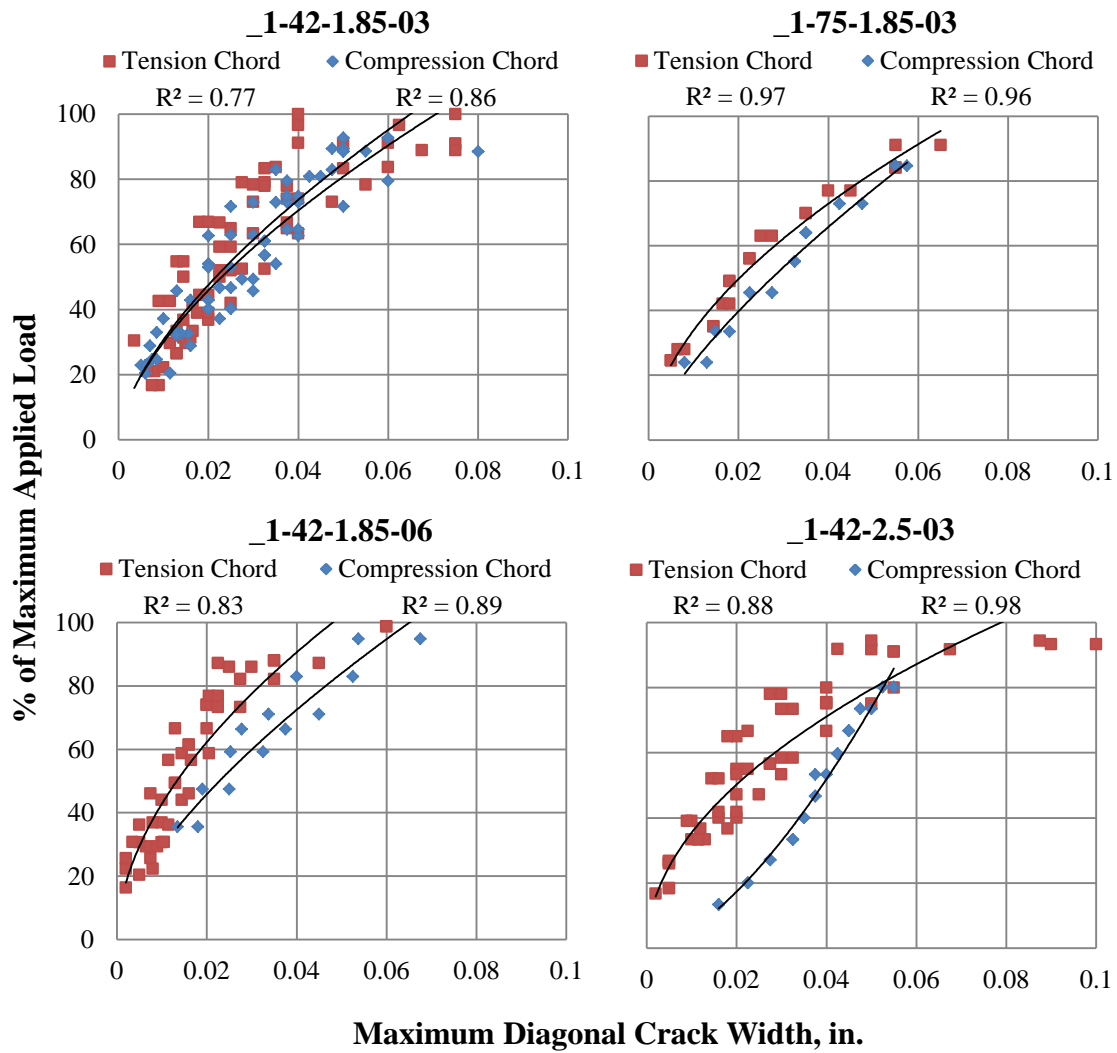 _1-42-1.85-03
Tension Chord Compression Chord
R² = 0.77 R² = 0.86
100
80
60
40
20
0
0 0.02 0.04 0.06 0.08 0.1
_1-75-1.85-03
Tension Chord Compression Chord
R² = 0.97 R² = 0.96
0 0.02 0.04 0.06 0.08 0.1
_1-42-1.85-06
Tension Chord Compression Chord
R² = 0.83 R² = 0.89
100
80
60
40
20
0
0 0.02 0.04 0.06 0.08 0.1
_1-42-2.5-03
Tension Chord Compression Chord
R² = 0.88 R² = 0.98
0 0.02 0.04 0.06 0.08 0.1
% of Maximum Applied Load
Maximum Diagonal Crack Width, in.